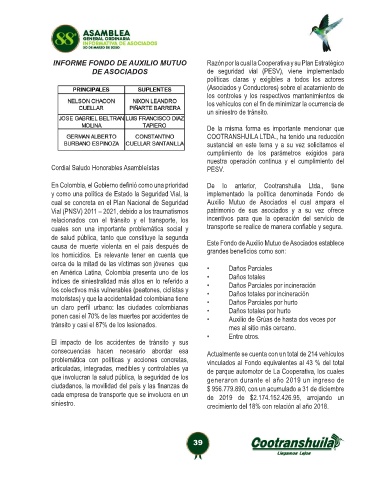 88°
ASAMBLEA
GENERAL ORDINARIA
INFORMATIVA DE ASOCIADOS
20 DE MARZO DE 2020
INFORME FONDO DE AUXILIO MUTUO
DE ASOCIADOS
PRINCIPALES SUPLENTES
NELSON CHACON CUELLAR NIXON LEANDRO PIÑARTE BARRERA
JOSE GABRIEL BELTRAN MOLINA LUIS FRANCISCO DIAZ TAPIERO
GERMAN ALBERTO BURBANO ESPINOZA CONSTANTINO CUELLAR SANTANILLA
Cordial Saludo Honorables Asambleístas
En Colombia, el Gobierno definió como una prioridad
y como una política de Estado la Seguridad Vial, la
cual se concreta en el Plan Nacional de Seguridad
Vial (PNSV) 2011 – 2021, debido a los traumatismos
relacionados con el tránsito y el transporte, los
cuales son una importante problemática social y
de salud pública, tanto que constituye la segunda
causa de muerte violenta en el país después de
los homicidios. Es relevante tener en cuenta que
cerca de la mitad de las víctimas son jóvenes que
en América Latina, Colombia presenta uno de los
índices de siniestralidad más altos en lo referido a
los colectivos más vulnerables (peatones, ciclistas y
motoristas) y que la accidentalidad colombiana tiene
un claro perfil urbano: las ciudades colombianas
ponen casi el 70% de las muertes por accidentes de
tránsito y casi el 87% de los lesionados.
El impacto de los accidentes de tránsito y sus
consecuencias hacen necesario abordar esa
problemática con políticas y acciones concretas,
articuladas, integradas, medibles y controlables ya
que involucran la salud pública, la seguridad de los
ciudadanos, la movilidad del país y las finanzas de
cada empresa de transporte que se involucra en un
siniestro.
Razón por la cual la Cooperativa y su Plan Estratégico
de seguridad vial (PESV), viene implementado
políticas claras y exigibles a todos los actores
(Asociados y Conductores) sobre el acatamiento de
los controles y los respectivos mantenimientos de
los vehículos con el fin de minimizar la ocurrencia de
un siniestro de tránsito.
De la misma forma es importante mencionar que
COOTRANSHUILA LTDA., ha tenido una reducción
sustancial en este tema y a su vez solicitamos el
cumplimiento de los parámetros exigidos para
nuestra operación continua y el cumplimiento del
PESV.
De lo anterior, Cootranshuila Ltda., tiene
implementado la política denominada Fondo de
Auxilio Mutuo de Asociados el cual ampara el
patrimonio de sus asociados y a su vez ofrece
incentivos para que la operación del servicio de
transporte se realice de manera confiable y segura.
Este Fondo de Auxilio Mutuo de Asociados establece
grandes beneficios como son:
• Daños Parciales
• Daños totales
• Daños Parciales por incineración
• Daños totales por incineración
• Daños Parciales por hurto
• Daños totales por hurto
• Auxilio de Grúas de hasta dos veces por
mes al sitio más cercano.
• Entre otros.
Actualmente se cuenta con un total de 214 vehículos
vinculados al Fondo equivalentes al 43 % del total
de parque automotor de La Cooperativa, los cuales
generaron durante el año 2019 un ingreso de
$ 956.779.890, con un acumulado a 31 de diciembre
de 2019 de $2.174.152.426.95, arrojando un
crecimiento del 18% con relación al año 2018.
39
Cootranshuila
Llegamos Lejos